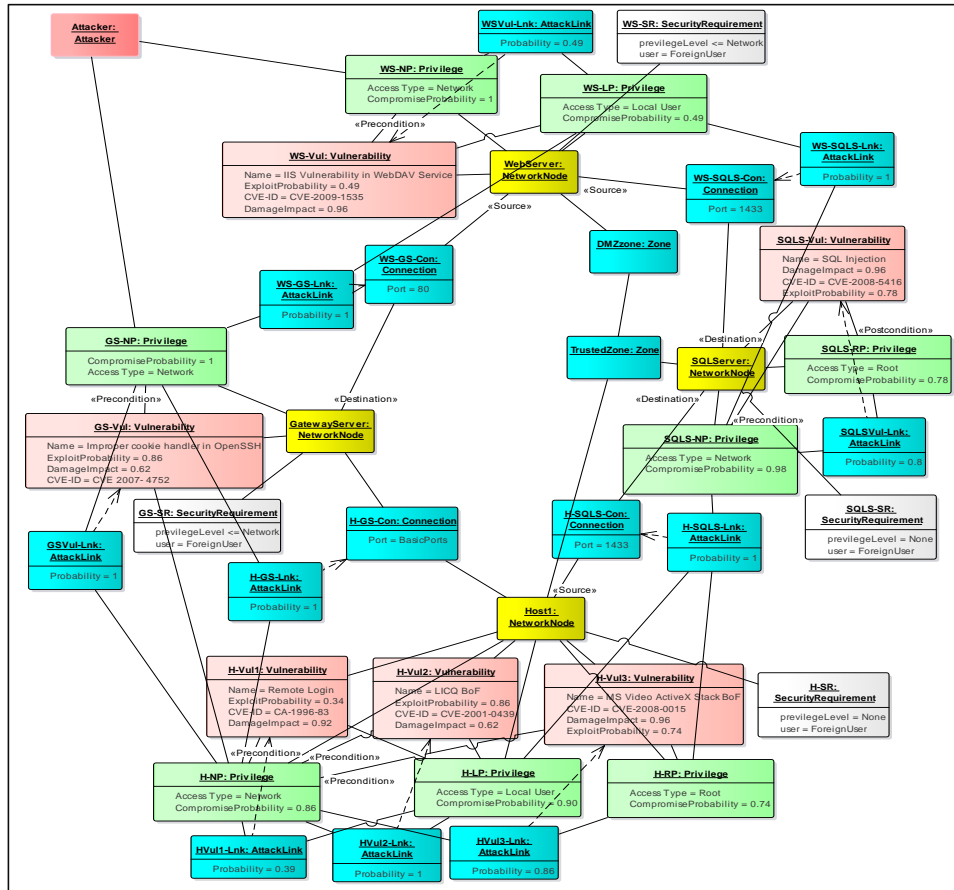 Attacker:
Attacker
WSVul-Lnk: AttackLink
Probability = 0.49
WS-SR: SecurityRequirement
previlegeLevel <= Network
user = ForeignUser
WS-NP: Privilege
Access Type = Network
CompromiseProbability = 1
WS-LP: Privilege
Access Type = Local User
CompromiseProbability = 0.49
«Precondition»
WS-Vul: Vulnerability
Name = IIS Vulnerability in WebDAV Service
ExploitProbability = 0.49
CVE-ID = CVE-2009-1535
DamageImpact = 0.96
WebServer:
NetworkNode
«Source»
«Source»
WS-SQLS-Lnk:
AttackLink
Probability = 1
WS-SQLS-Con:
Connection
Port = 1433
WS-GS-Con:
Connection
Port = 80
DMZzone: Zone
SQLS-Vul: Vulnerability
Name = SQL Injection
DamageImpact = 0.96
CVE-ID = CVE-2008-5416
ExploitProbability = 0.78
WS-GS-Lnk:
AttackLink
Probability = 1
GS-NP: Privilege
CompromiseProbability = 1
Access Type = Network
«Precondition»
«Destination»
TrustedZone: Zone
«Destination»
SQLServer:
NetworkNode
«Destination»
«Postcondition»
SQLS-RP: Privilege
Access Type = Root
CompromiseProbability = 0.78
GS-Vul: Vulnerability
Name = Improper cookie handler in OpenSSH
ExploitProbability = 0.86
DamageImpact = 0.62
CVE-ID = CVE 2007- 4752
GatewayServer:
NetworkNode
SQLS-NP: Privilege
Access Type = Network
CompromiseProbability = 0.98
SQLSVul-Lnk:
AttackLink
Probability = 0.8
GS-SR: SecurityRequirement
previlegeLevel <= Network
user = ForeignUser
GSVul-Lnk:
AttackLink
Probability = 1
H-GS-Con: Connection
Port = BasicPorts
H-SQLS-Con:
Connection
Port = 1433
H-SQLS-Lnk:
AttackLink
Probability = 1
SQLS-SR:
SecurityRequirement
previlegeLevel = None
user = ForeignUser
H-GS-Lnk:
AttackLink
Probability = 1
«Source»
Host1:
NetworkNode
H-Vul1: Vulnerability
Name = Remote Login
ExploitProbability = 0.34
CVE-ID = CA-1996-83
DamageImpact = 0.92
H-Vul2: Vulnerability
Name = LICQ BoF
ExploitProbability = 0.86
CVE-ID = CVE-2001-0439
DamageImpact = 0.62
H-Vul3: Vulnerability
Name = MS Video ActiveX Stack BoF
CVE-ID = CVE-2008-0015
DamageImpact = 0.96
ExploitProbability = 0.74
H-SR:
SecurityRequirement
previlegeLevel = None
user = ForeignUser
«Precondition»
«Precondition»
«Precondition»
H-NP: Privilege
Access Type = Network
CompromiseProbability = 0.86
H-LP: Privilege
Access Type = Local User
CompromiseProbability = 0.90
H-RP: Privilege
Access Type = Root
CompromiseProbability = 0.74
HVul1-Lnk: AttackLink
Probability = 0.39
HVul2-Lnk:
AttackLink
Probability = 1
HVul3-Lnk:
AttackLink
Probability = 0.86